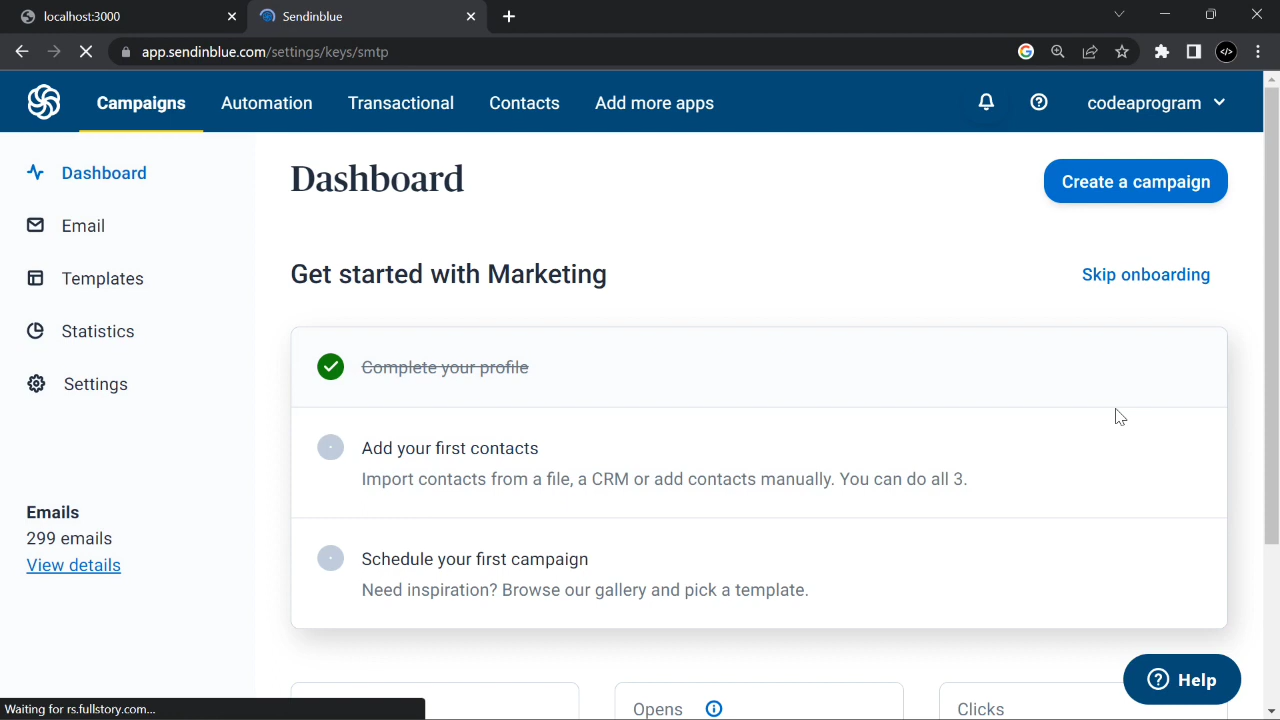 localhost:3000
Sendinblue
app.sendinblue.com/settings/keys/smtp
Campaigns
Automation
Transactional
Contacts
Add more apps
codeaprogram
Dashboard
Email
Templates
Statistics
Settings
Emails
299 emails
View details
Dashboard
Create a campaign
Get started with Marketing
Skip onboarding
Complete your profile
Add your first contacts
Import contacts from a file, a CRM or add contacts manually. You can do all 3.
Schedule your first campaign
Need inspiration? Browse our gallery and pick a template.
Opens
Clicks
Help
Waiting for rs.fullstory.com...